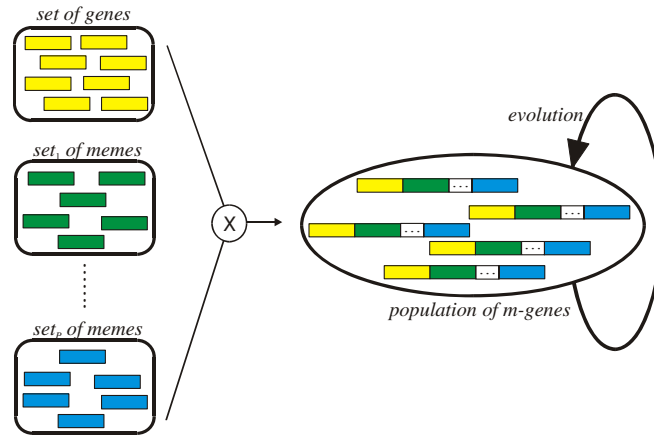 set of genes
set₁ of memes
X
evolution
...
...
...
...
...
population of m-genes
setₚ of memes